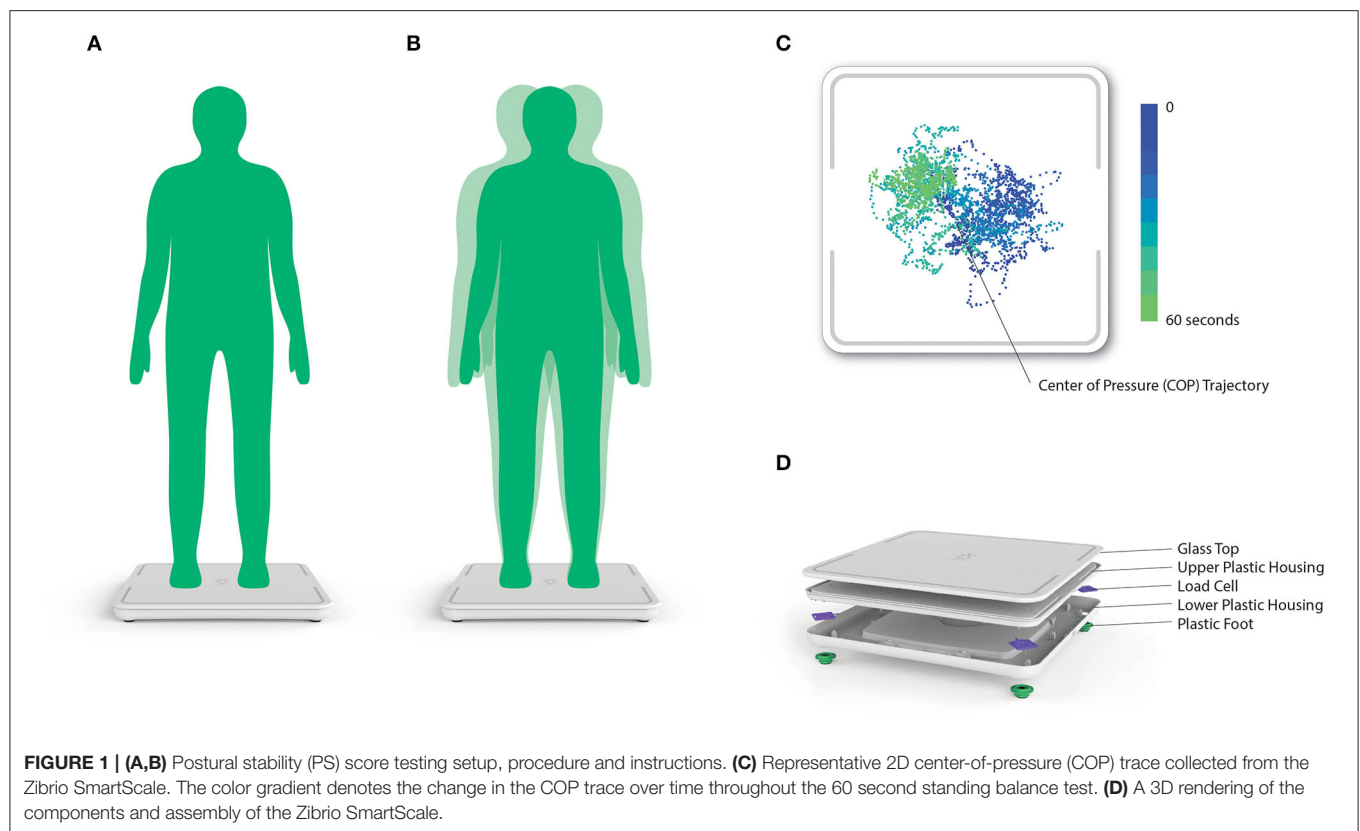 A
B
C
0
60 seconds
Center of Pressure (COP) Trajectory
D
Glass Top
Upper Plastic Housing
Load Cell
Lower Plastic Housing
Plastic Foot
FIGURE 1 | (A,B) Postural stability (PS) score testing setup, procedure and instructions. (C) Representative 2D center-of-pressure (COP) trace collected from the
Zibrio SmartScale. The color gradient denotes the change in the COP trace over time throughout the 60 second standing balance test. (D) A 3D rendering of the
components and assembly of the Zibrio SmartScale.